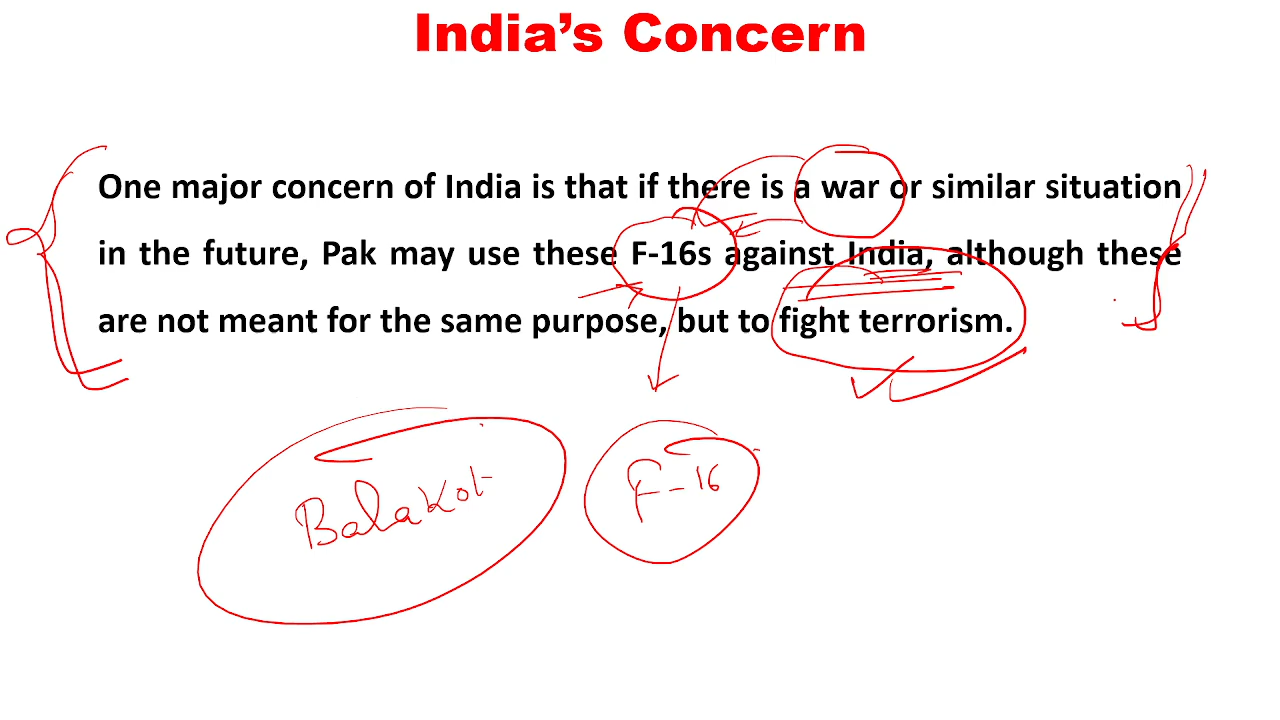 India's Concern
One major concern of India is that if there is a war or similar situation
in the future, Pak may use these F-16s against India, although these
are not meant for the same purpose, but to fight terrorism.
Balakot
F-16